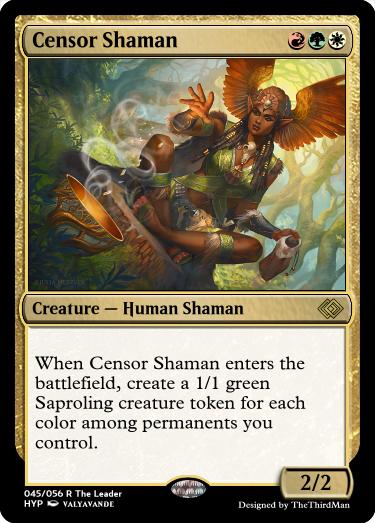 Censor Shaman
Creature — Human Shaman
When Censor Shaman enters the
battlefield, create a 1/1 green
Saproling creature token for each
color among permanents you
control.
2/2
045/056 R The Leader
HYP VALYAVANDE
Designed by TheThirdMan